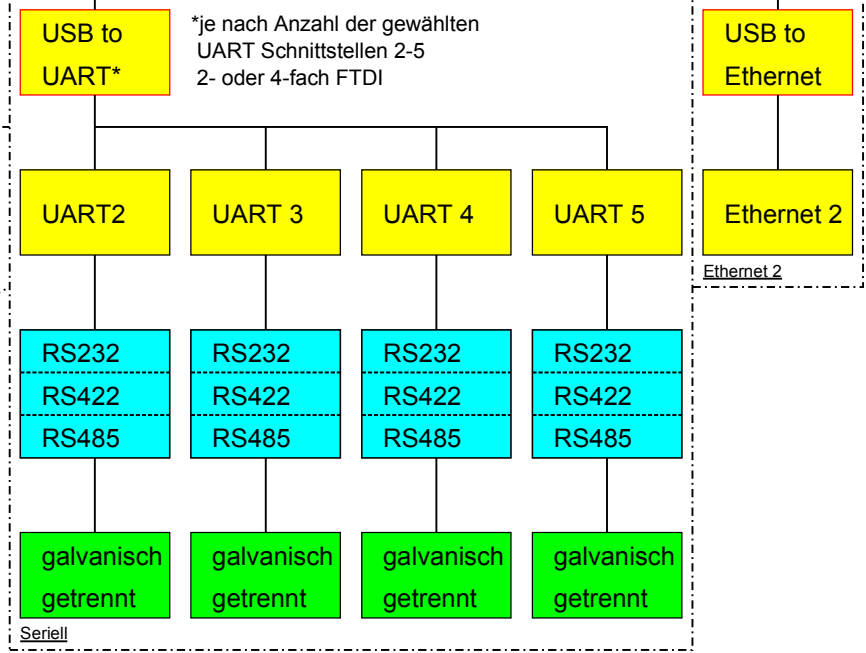 USB to
UART*
*je nach Anzahl der gewählten
UART Schnittstellen 2-5
2- oder 4-fach FTDI
USB to
Ethernet
UART2
UART 3
UART 4
UART 5
Ethernet 2
Ethernet 2
RS232
RS422
RS485
RS232
RS422
RS485
RS232
RS422
RS485
RS232
RS422
RS485
galvanisch
getrennt
galvanisch
getrennt
galvanisch
getrennt
galvanisch
getrennt
Seriell